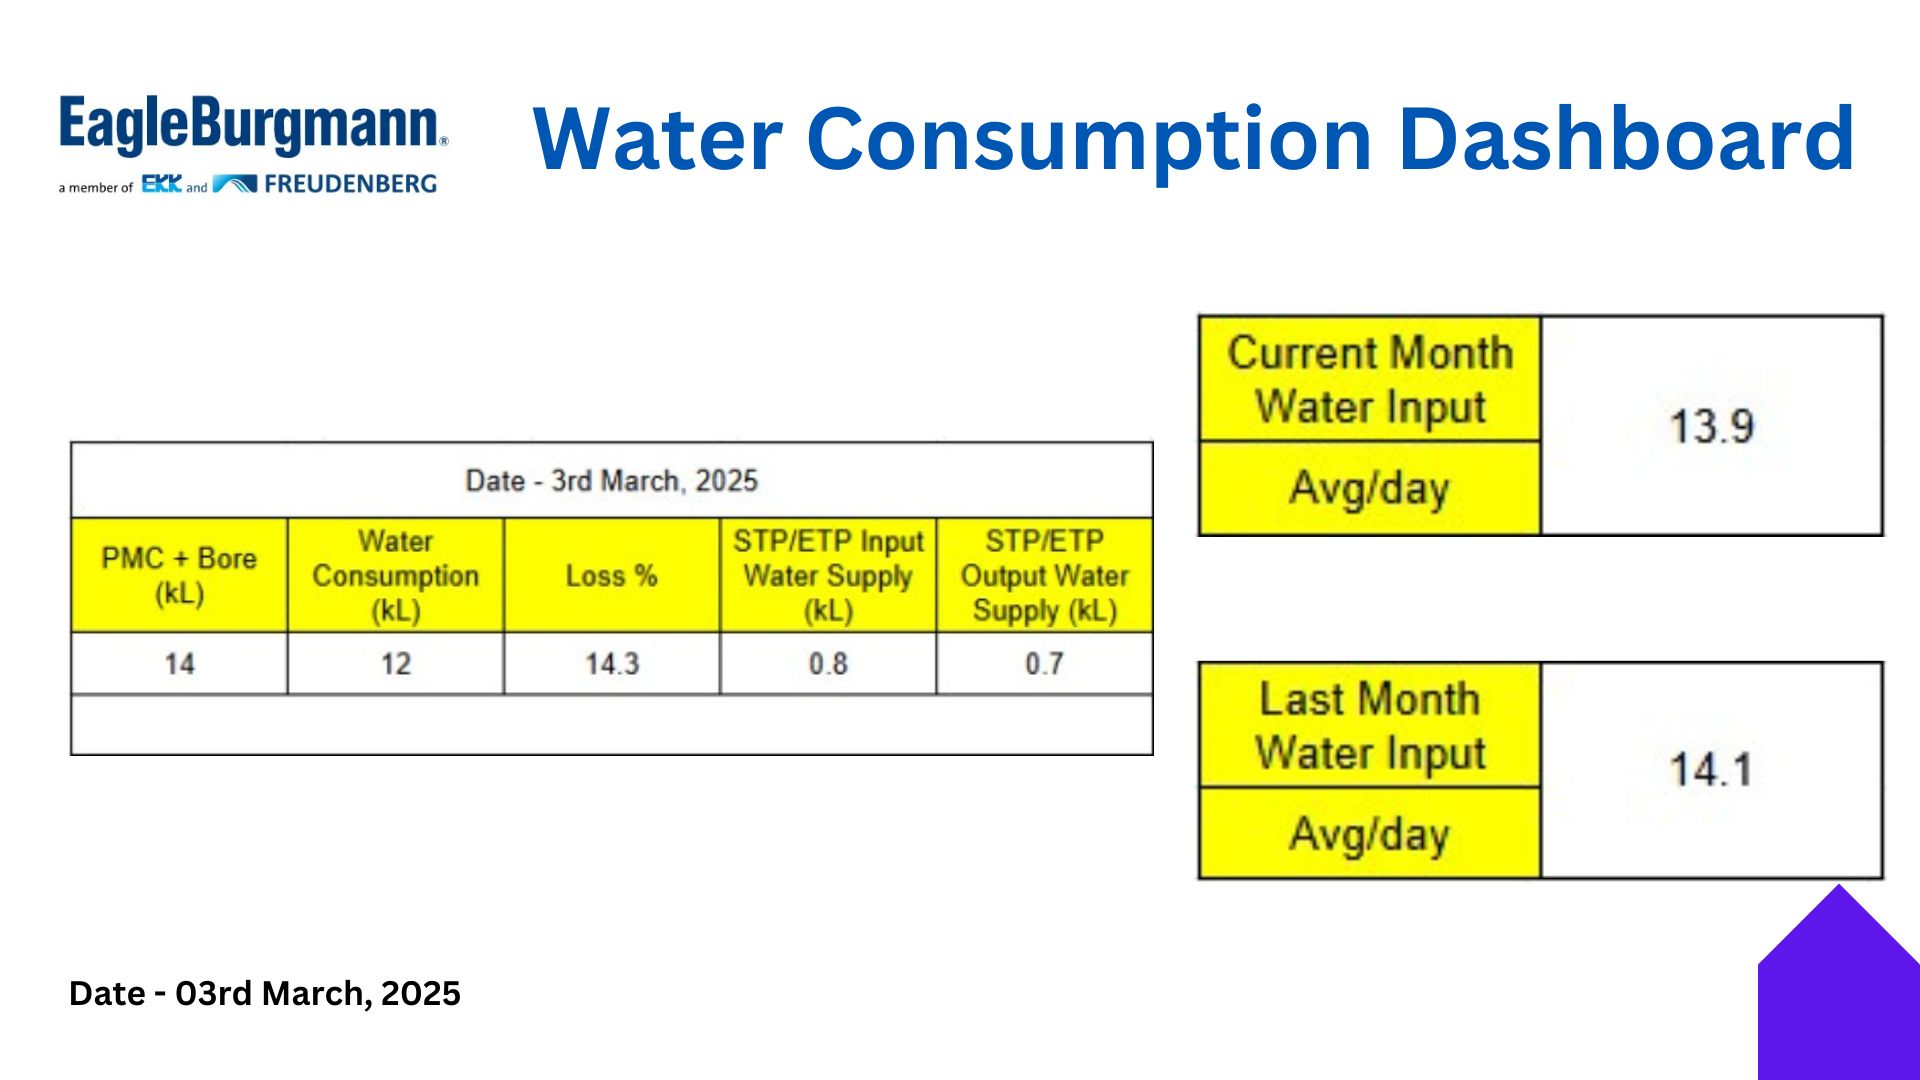 EagleBurgmann®
a member of EKK and FREUDENBERG
Water Consumption Dashboard
Date - 3rd March, 2025
PMC + Bore
(kL)
Water
Consumption
(kL)
Loss %
STP/ETP Input
Water Supply
(kL)
STP/ETP
Output Water
Supply (kL)
14
12
14.3
0.8
0.7
Current Month
Water Input
Avg/day
13.9
Last Month
Water Input
Avg/day
14.1
Date - 03rd March, 2025